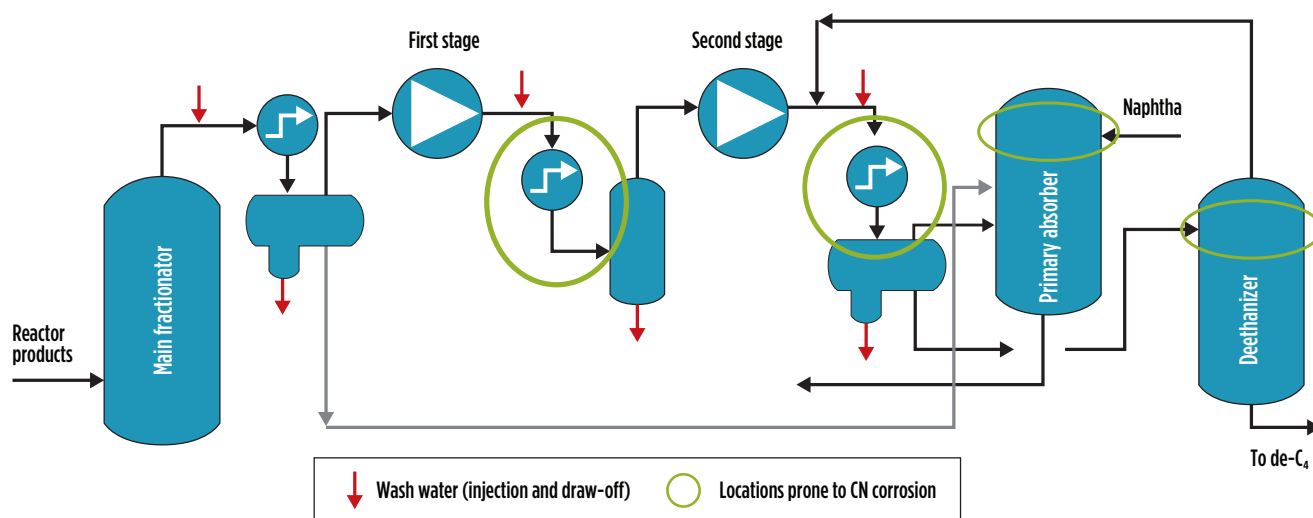 First stage
Second stage
Naphtha
Main fractionator
Primary absorber
Deethanizer
Reactor
products
To de-C₄
Wash water (injection and draw-off)
Locations prone to CN corrosion